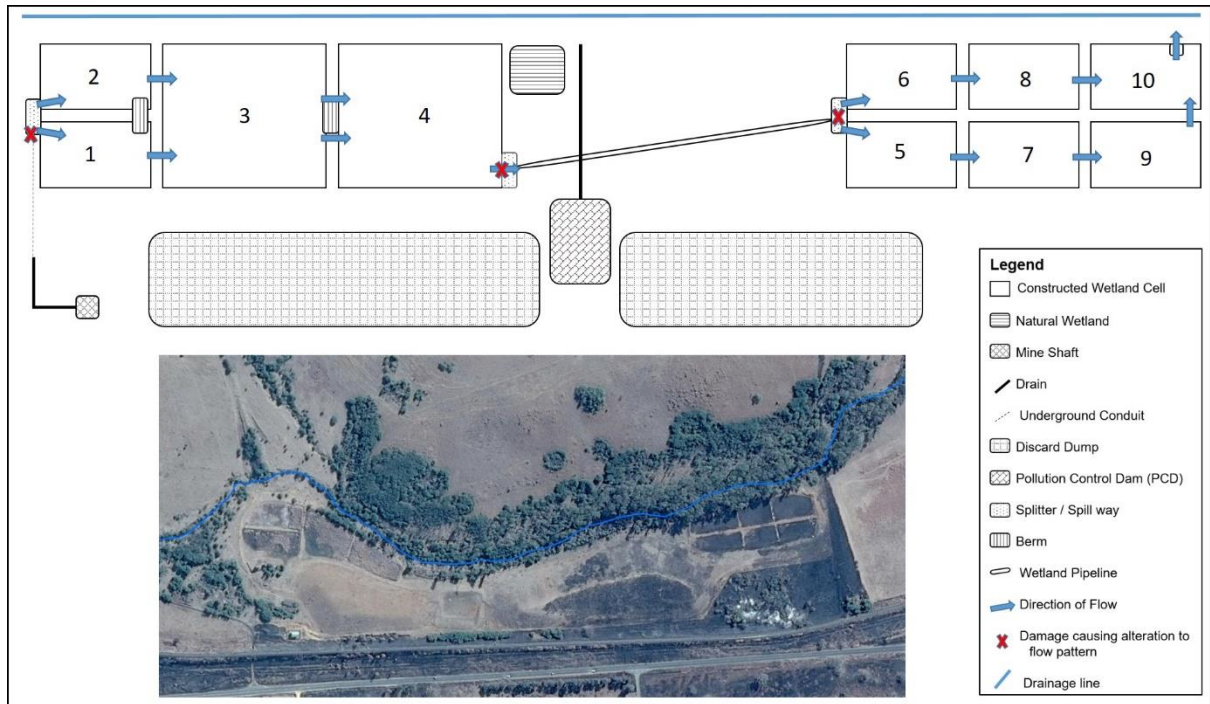 2
6
8
10
3
4
1
5
7
9
Legend
Constructed Wetland Cell
Natural Wetland
Mine Shaft
Drain
Underground Conduit
Discard Dump
Pollution Control Dam (PCD)
Splitter / Spill way
Berm
Wetland Pipeline
Direction of Flow
Damage causing alteration to
flow pattern
Drainage line